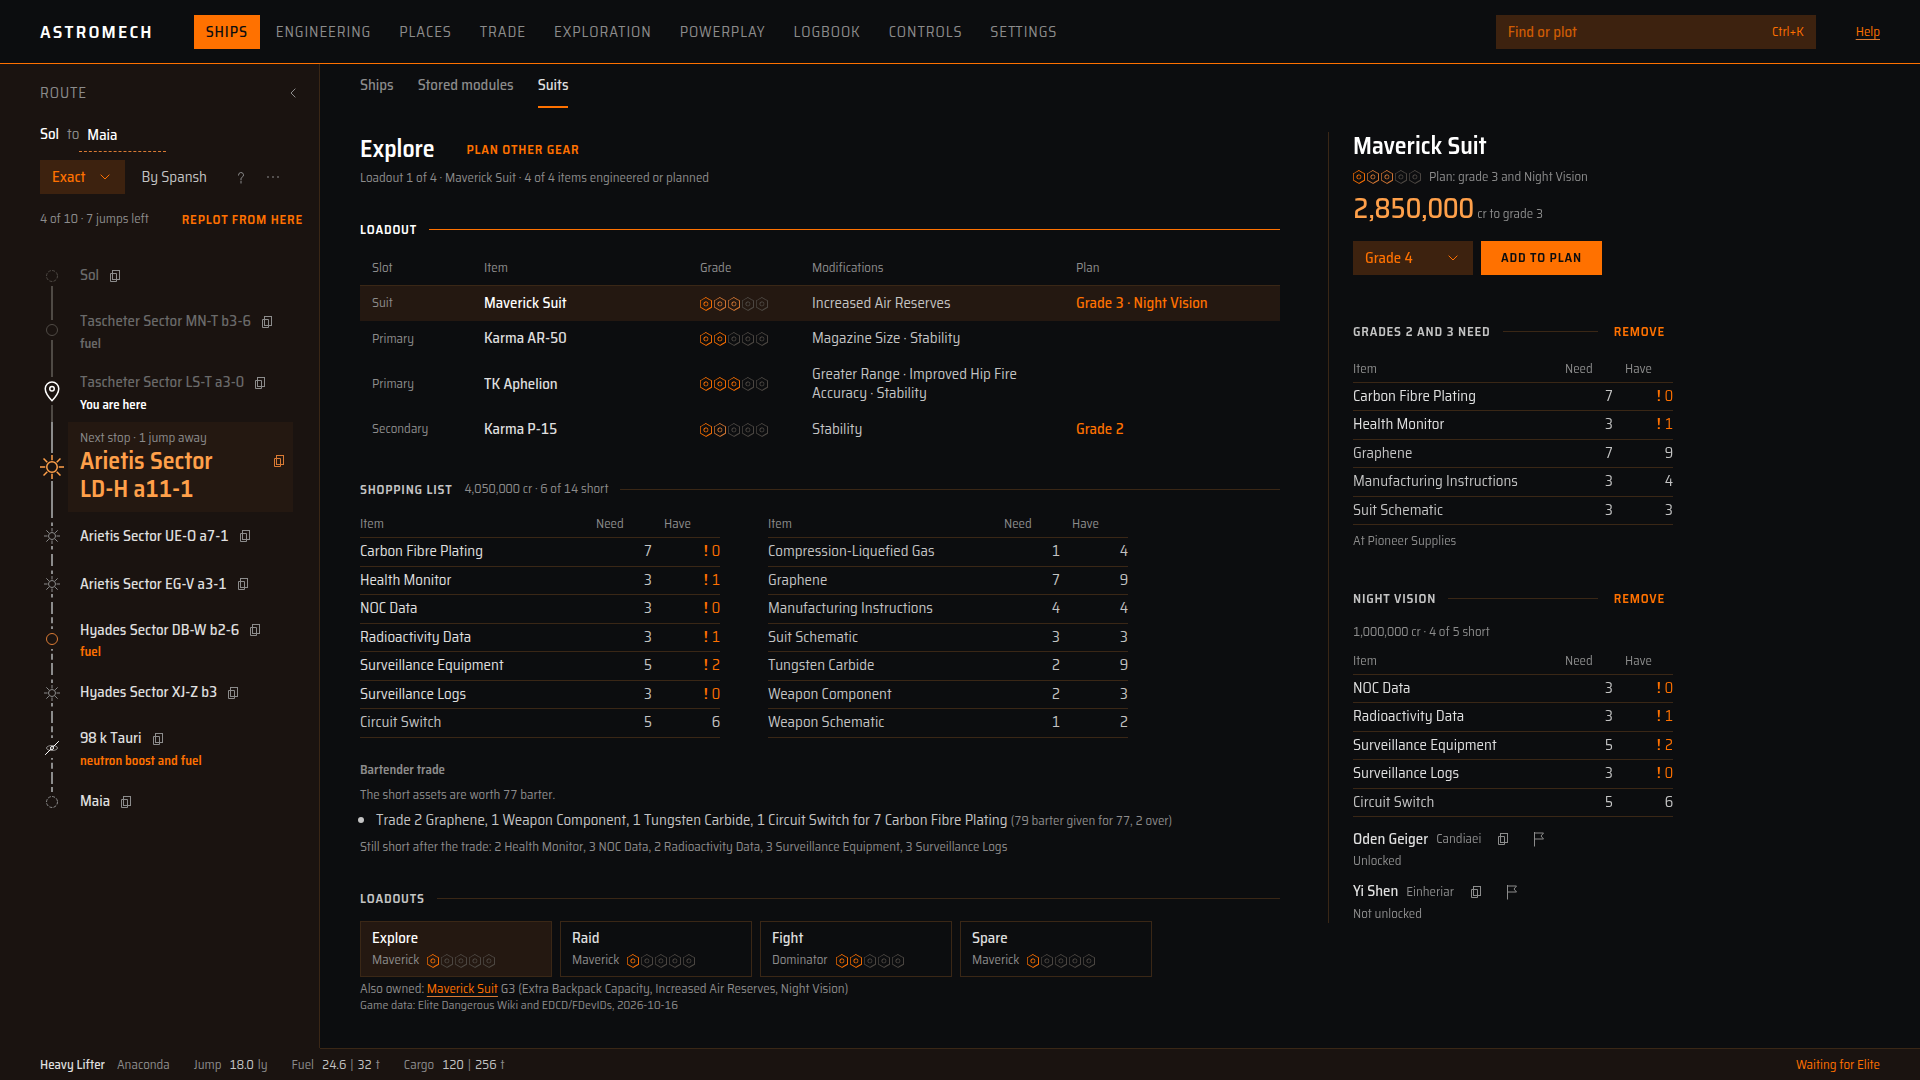 ASTROMECH
SHIPS ENGINEERING PLACES TRADE EXPLORATION POWERPLAY LOGBOOK CONTROLS SETTINGS
Find or plot Ctrl+K
Help
ROUTE
Sol to Maia
Exact By Spansh ? ...
4 of 10 · 7 jumps left REPLOT FROM HERE
Sol
Tascheter Sector MN-T b3-6
fuel
Tascheter Sector LS-T a3-0
You are here
Next stop · 1 jump away
Arietis Sector
LD-H a11-1
Arietis Sector UE-O a7-1
Arietis Sector EG-V a3-1
Hyades Sector DB-W b2-6
fuel
Hyades Sector XJ-Z b3
98 k Tauri
neutron boost and fuel
Maia
Ships Stored modules Suits
Explore PLAN OTHER GEAR
Loadout 1 of 4 · Maverick Suit · 4 of 4 items engineered or planned
LOADOUT
Slot Item Grade Modifications Plan
Suit Maverick Suit Increased Air Reserves Grade 3 · Night Vision
Primary Karma AR-50 Magazine Size · Stability
Primary TK Aphelion Greater Range · Improved Hip Fire
Accuracy · Stability
Secondary Karma P-15 Stability Grade 2
SHOPPING LIST 4,050,000 cr · 6 of 14 short
Item Need Have Item Need Have
Carbon Fibre Plating 7 ! 0 Compression-Liquefied Gas 1 4
Health Monitor 3 ! 1 Graphene 7 9
NOC Data 3 ! 0 Manufacturing Instructions 4 4
Radioactivity Data 3 ! 1 Suit Schematic 3 3
Surveillance Equipment 5 ! 2 Tungsten Carbide 2 9
Surveillance Logs 3 ! 0 Weapon Component 2 3
Circuit Switch 5 6 Weapon Schematic 1 2
Bartender trade
The short assets are worth 77 barter.
• Trade 2 Graphene, 1 Weapon Component, 1 Tungsten Carbide, 1 Circuit Switch for 7 Carbon Fibre Plating (79 barter given for 77, 2 over)
Still short after the trade: 2 Health Monitor, 3 NOC Data, 2 Radioactivity Data, 3 Surveillance Equipment, 3 Surveillance Logs
LOADOUTS
Explore Raid Fight Spare
Maverick Maverick Dominator Maverick
Also owned: Maverick Suit G3 (Extra Backpack Capacity, Increased Air Reserves, Night Vision)
Game data: Elite Dangerous Wiki and EDCD/FDevIDs, 2026-10-16
Maverick Suit
Plan: grade 3 and Night Vision
2,850,000 cr to grade 3
Grade 4 ADD TO PLAN
GRADES 2 AND 3 NEED REMOVE
Item Need Have
Carbon Fibre Plating 7 ! 0
Health Monitor 3 ! 1
Graphene 7 9
Manufacturing Instructions 3 4
Suit Schematic 3 3
At Pioneer Supplies
NIGHT VISION REMOVE
1,000,000 cr · 4 of 5 short
Item Need Have
NOC Data 3 ! 0
Radioactivity Data 3 ! 1
Surveillance Equipment 5 ! 2
Surveillance Logs 3 ! 0
Circuit Switch 5 6
Oden Geiger Candiaei
Unlocked
Yi Shen Einheriar
Not unlocked
Heavy Lifter Anaconda Jump 18.0 ly Fuel 24.6 | 32 t Cargo 120 | 256 t
Waiting for Elite